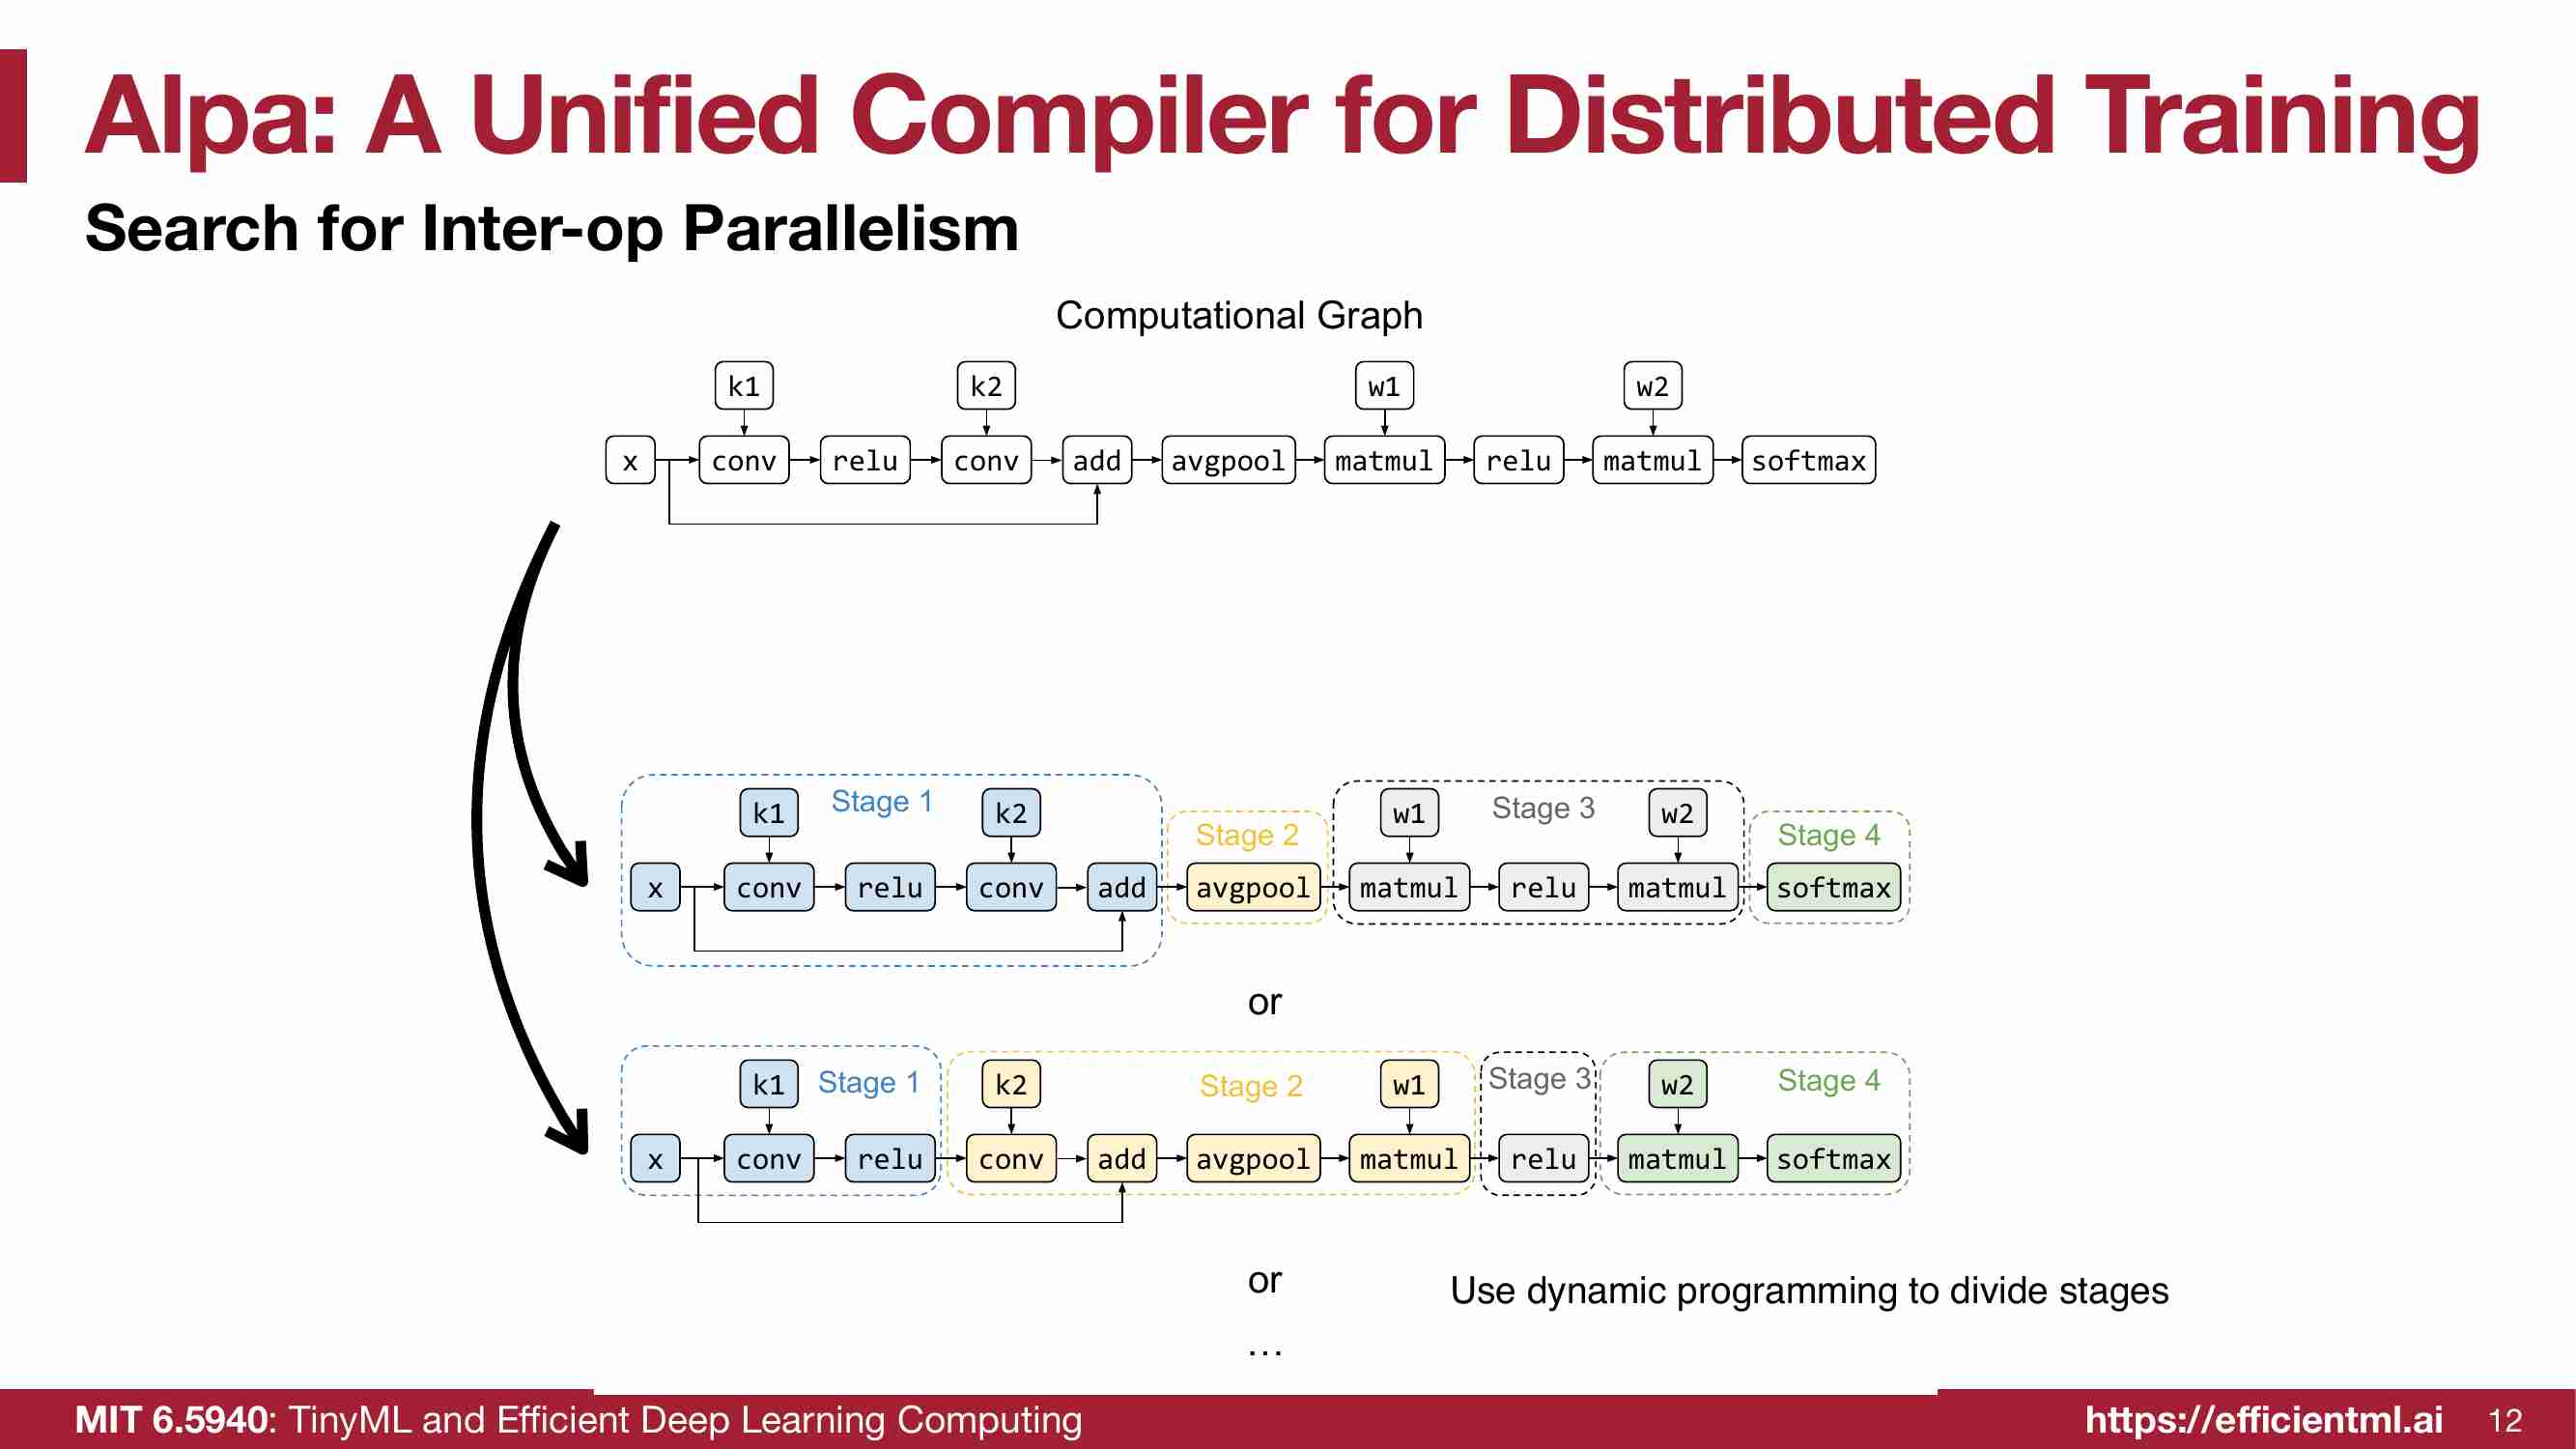 Alpa: A Unified Compiler for Distributed Training
Search for Inter-op Parallelism
Computational Graph
k1 k2 w1 w2
x conv relu conv add avgpool matmul relu matmul softmax
k1 Stage 1 k2 Stage 2 w1 Stage 3 w2 Stage 4
x conv relu conv add avgpool matmul relu matmul softmax
or
k1 Stage 1 k2 Stage 2 w1 Stage 3 w2 Stage 4
x conv relu conv add avgpool matmul relu matmul softmax
or Use dynamic programming to divide stages
...
MIT 6.5940: TinyML and Efficient Deep Learning Computing https://efficientml.ai 12